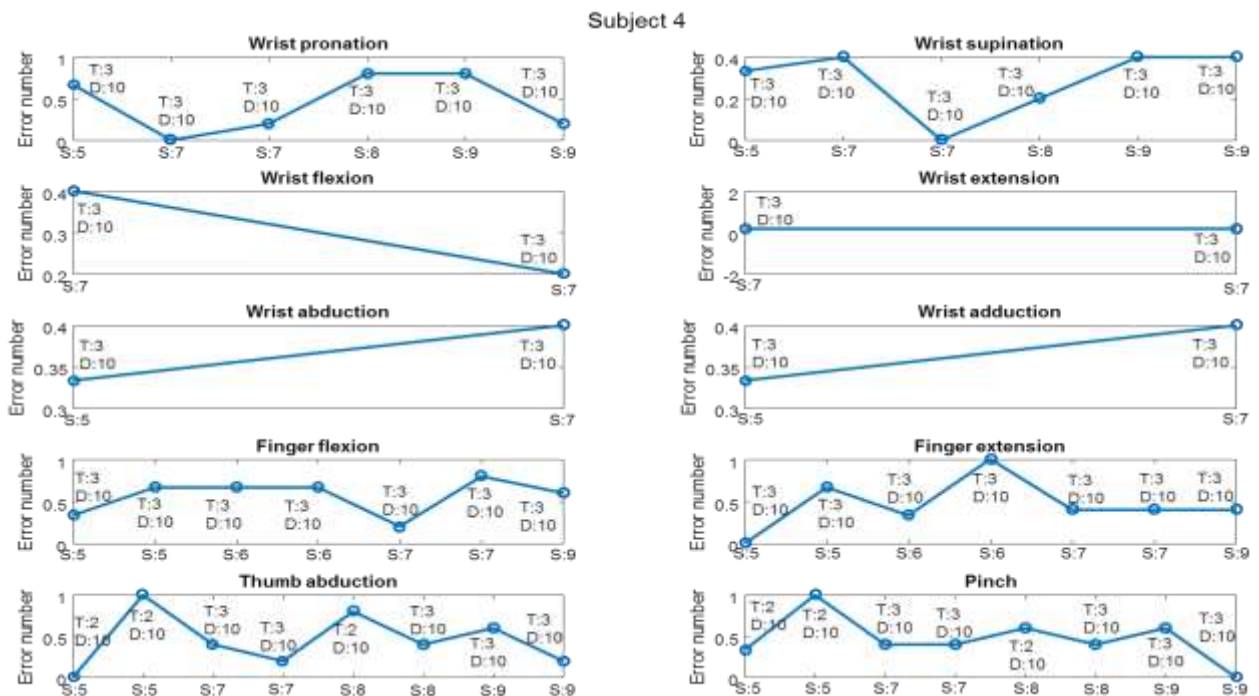 Subject 4
Wrist pronation
Error number
1
0.5
0
T:3
D:10
T:3
D:10
T:3
D:10
T:3
D:10
T:3
D:10
T:3
D:10
S:5 S:7 S:7 S:8 S:9 S:9
Wrist supination
Error number
0.4
0.2
0
T:3
D:10
T:3
D:10
T:3
D:10
T:3
D:10
T:3
D:10
T:3
D:10
S:5 S:7 S:7 S:8 S:9 S:9
Wrist flexion
Error number
0.4
0.3
0.2
T:3
D:10
T:3
D:10
S:7 S:7
Wrist extension
Error number
2
0
-2
T:3
D:10
T:3
D:10
S:7 S:7
Wrist abduction
Error number
0.4
0.35
0.3
T:3
D:10
T:3
D:10
S:5 S:7
Wrist adduction
Error number
0.4
0.35
0.3
T:3
D:10
T:3
D:10
S:5 S:7
Finger flexion
Error number
1
0.5
0
T:3
D:10
T:3
D:10
T:3
D:10
T:3
D:10
T:3
D:10
T:3
D:10
T:3
D:10
S:5 S:5 S:6 S:6 S:7 S:7 S:9
Finger extension
Error number
1
0.5
0
T:3
D:10
T:3
D:10
T:3
D:10
T:3
D:10
T:3
D:10
T:3
D:10
T:3
D:10
S:5 S:5 S:6 S:6 S:7 S:7 S:9
Thumb abduction
Error number
1
0.5
0
T:2
D:10
T:2
D:10
T:3
D:10
T:3
D:10
T:2
D:10
T:3
D:10
T:3
D:10
T:3
D:10
S:5 S:5 S:7 S:7 S:8 S:8 S:9 S:9
Pinch
Error number
1
0.5
0
T:2
D:10
T:2
D:10
T:3
D:10
T:3
D:10
T:2
D:10
T:3
D:10
T:3
D:10
T:3
D:10
S:5 S:5 S:7 S:7 S:8 S:8 S:9 S:9